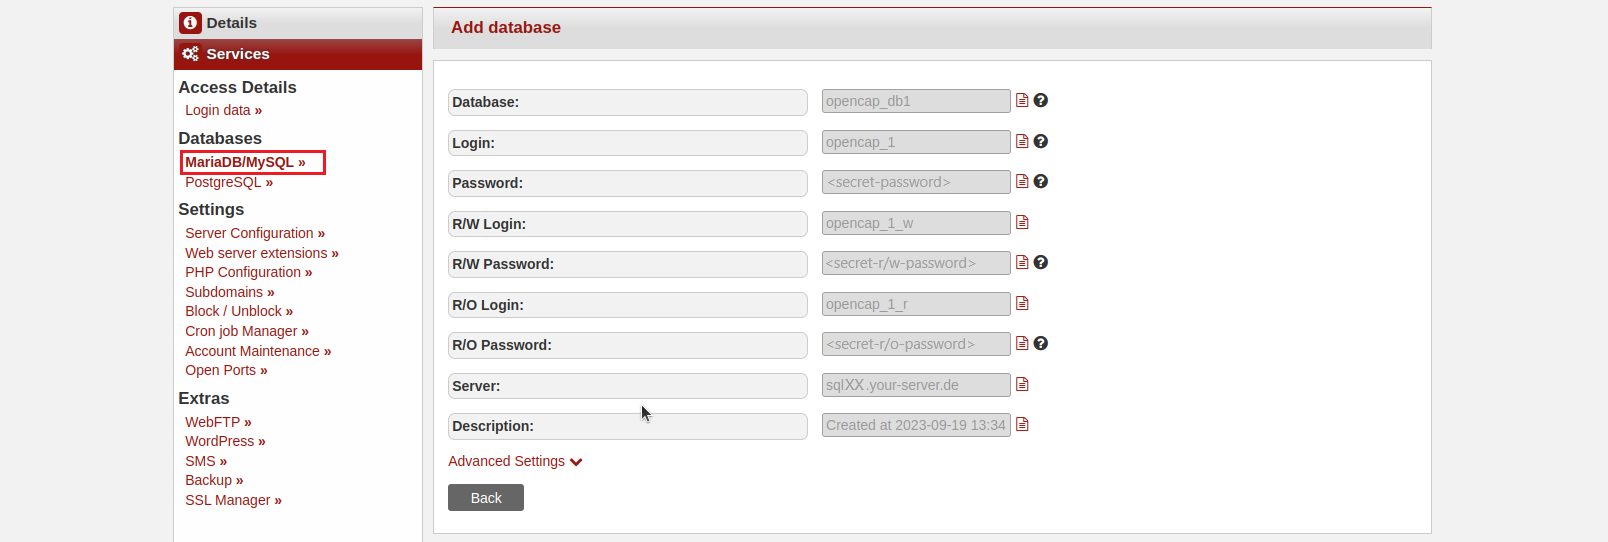 Details
Services
Access Details
Login data »
Databases
MariaDB/MySQL »
PostgreSQL »
Settings
Server Configuration »
Web server extensions »
PHP Configuration »
Subdomains »
Block / Unblock »
Cron job Manager »
Account Maintenance »
Open Ports »
Extras
WebFTP »
WordPress »
SMS »
Backup »
SSL Manager »
Add database
Database: opencap_db1
Login: opencap_1
Password: <secret-password>
R/W Login: opencap_1_w
R/W Password: <secret-r/w-password>
R/O Login: opencap_1_r
R/O Password: <secret-r/o-password>
Server: sqlXX.your-server.de
Description: Created at 2023-09-19 13:34
Advanced Settings
Back